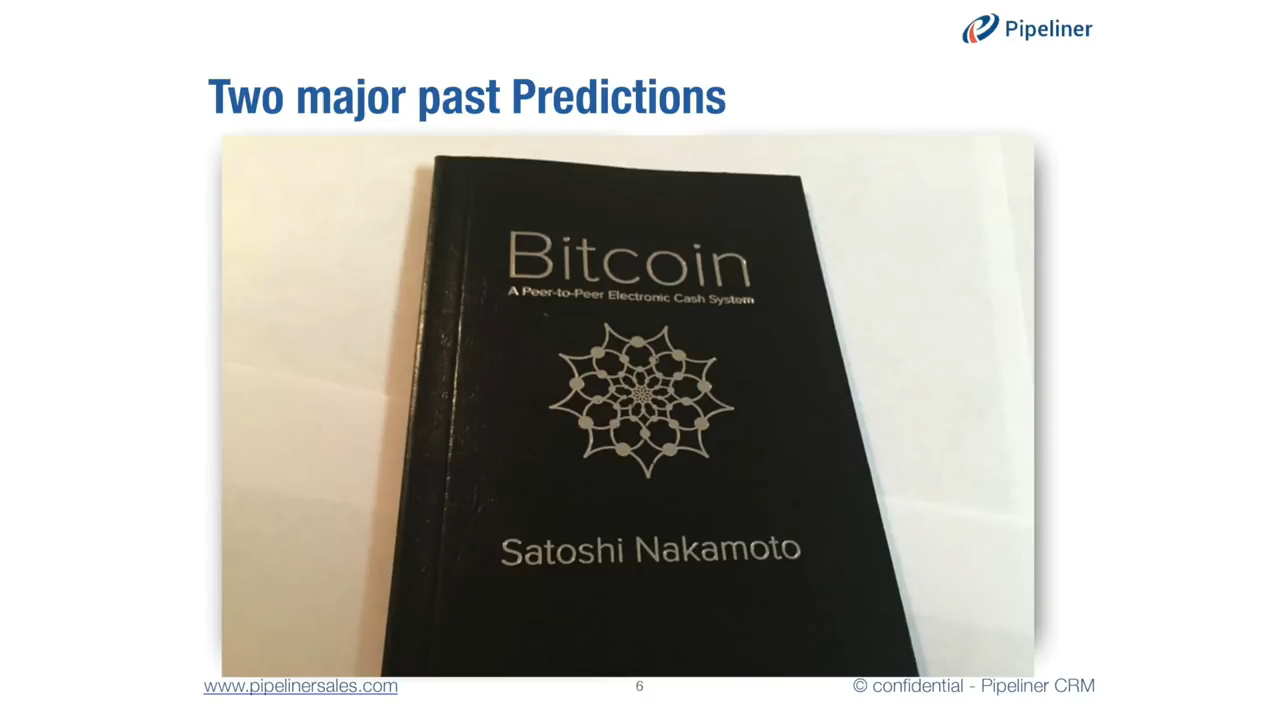 Pipeliner
Two major past Predictions
Bitcoin
A Peer-to-Peer Electronic Cash System
Satoshi Nakamoto
www.pipelinersales.com
6
© confidential - Pipeliner CRM